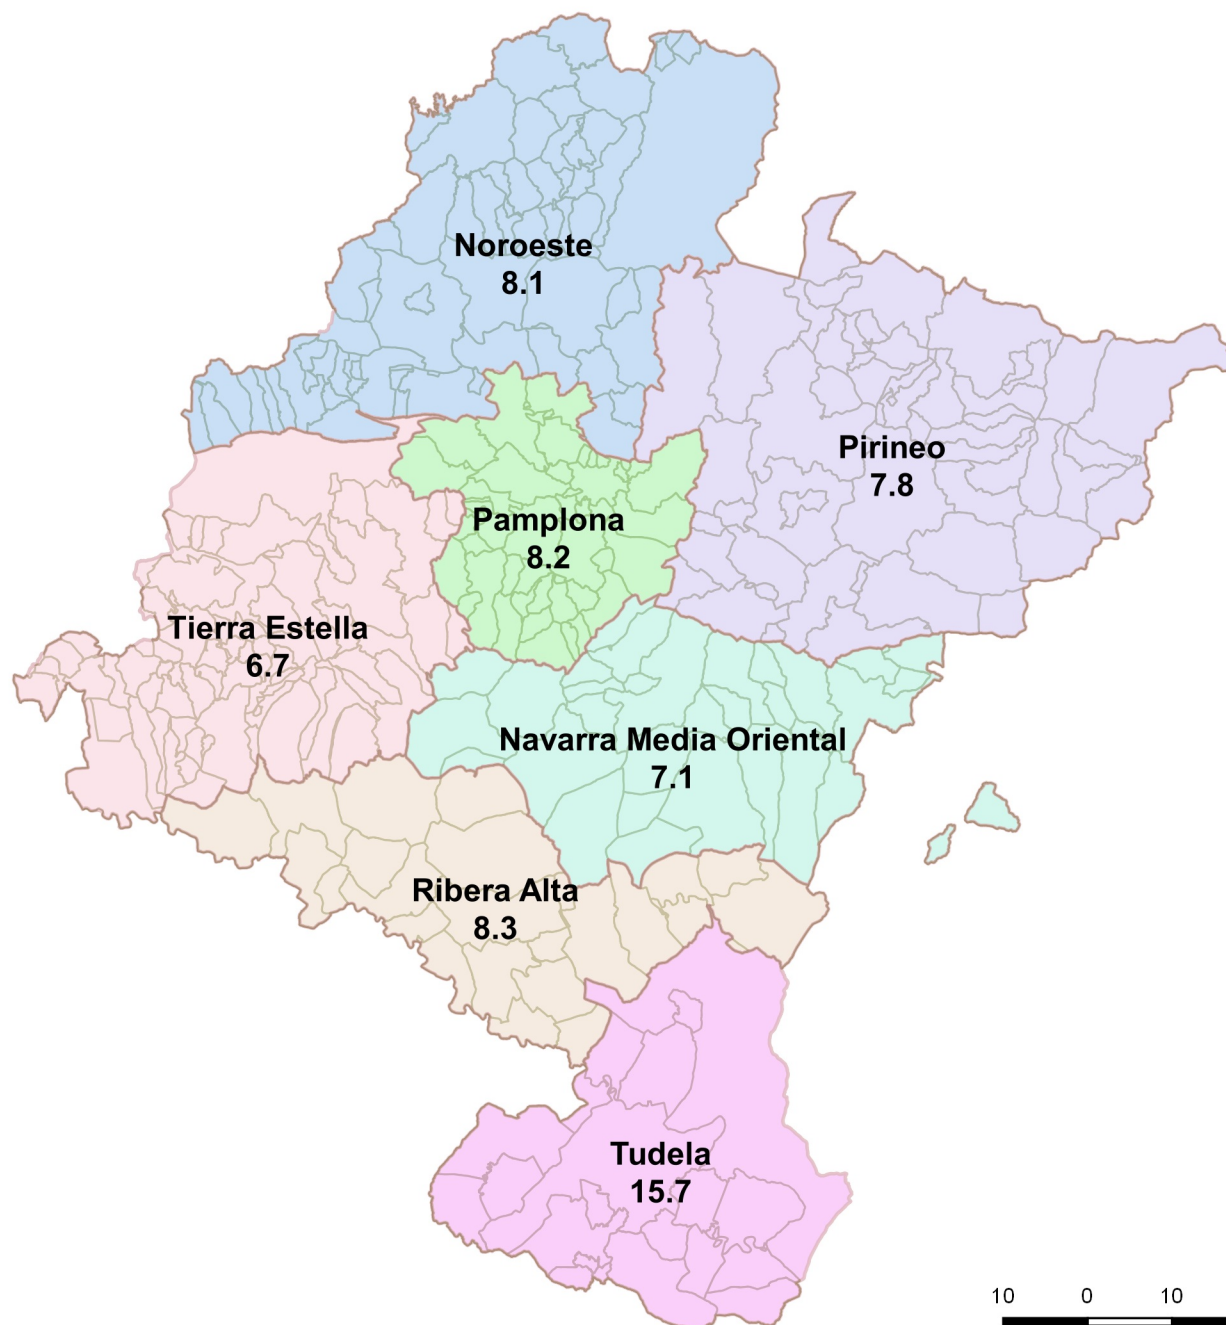 Noroeste
8.1
Pirineo
7.8
Pamplona
8.2
Tierra Estella
6.7
Navarra Media Oriental
7.1
Ribera Alta
8.3
Tudela
15.7
10 0 10